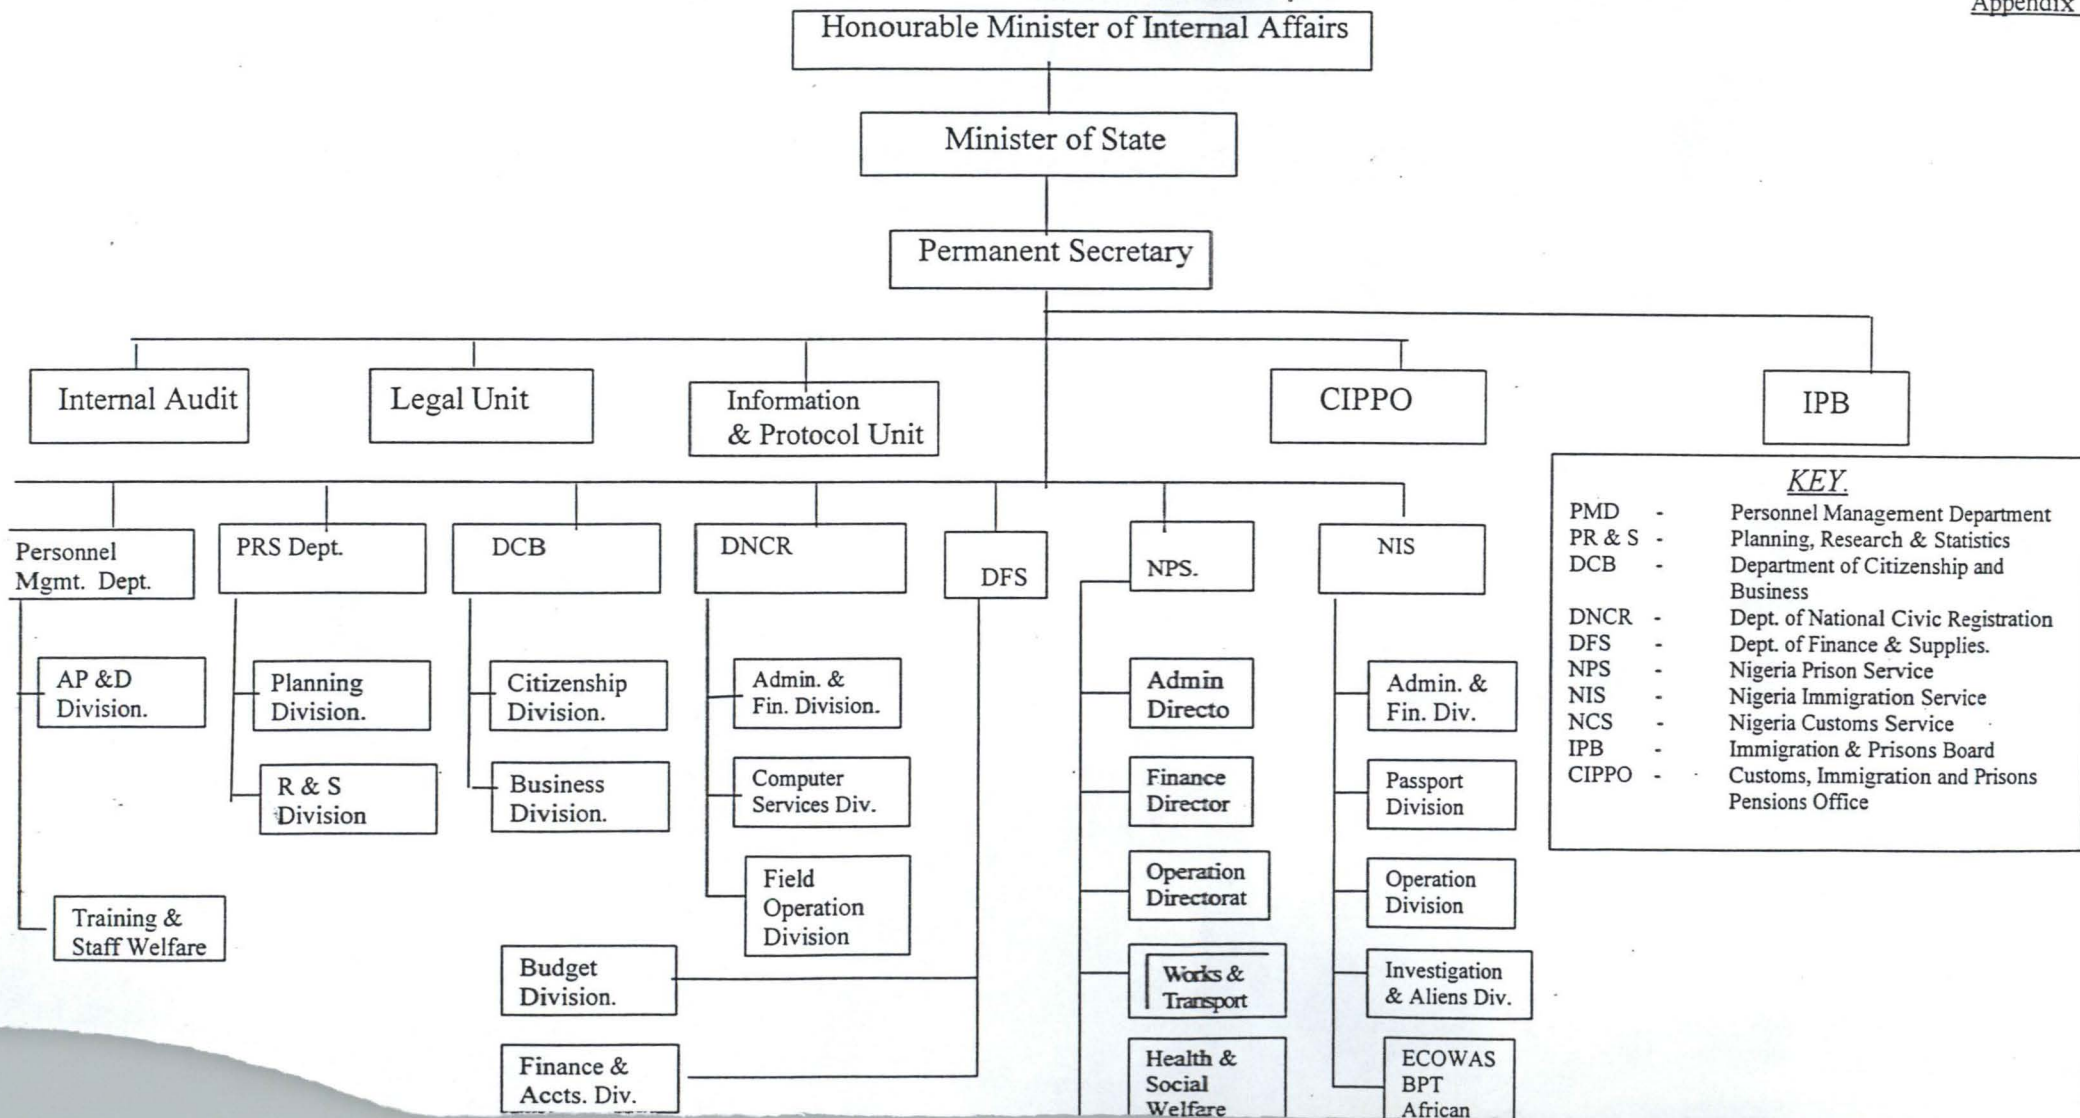 Appendix
Honourable Minister of Internal Affairs
Minister of State
Permanent Secretary
Internal Audit
Legal Unit
Information
& Protocol Unit
CIPPO
IPB
Personnel
Mgmt. Dept.
PRS Dept.
DCB
DNCR
DFS
NPS.
NIS
AP &D
Division.
Training &
Staff Welfare
Planning
Division.
R & S
Division
Citizenship
Division.
Business
Division.
Admin. &
Fin. Division.
Computer
Services Div.
Field
Operation
Division
Budget
Division.
Finance &
Accts. Div.
Admin
Directo
Finance
Director
Operation
Directorat
Works &
Transport
Health &
Social
Welfare
Admin. &
Fin. Div.
Passport
Division
Operation
Division
Investigation
& Aliens Div.
ECOWAS
BPT
African
KEY.
PMD - Personnel Management Department
PR & S - Planning, Research & Statistics
DCB - Department of Citizenship and
Business
DNCR - Dept. of National Civic Registration
DFS - Dept. of Finance & Supplies.
NPS - Nigeria Prison Service
NIS - Nigeria Immigration Service
NCS - Nigeria Customs Service
IPB - Immigration & Prisons Board
CIPPO - Customs, Immigration and Prisons
Pensions Office